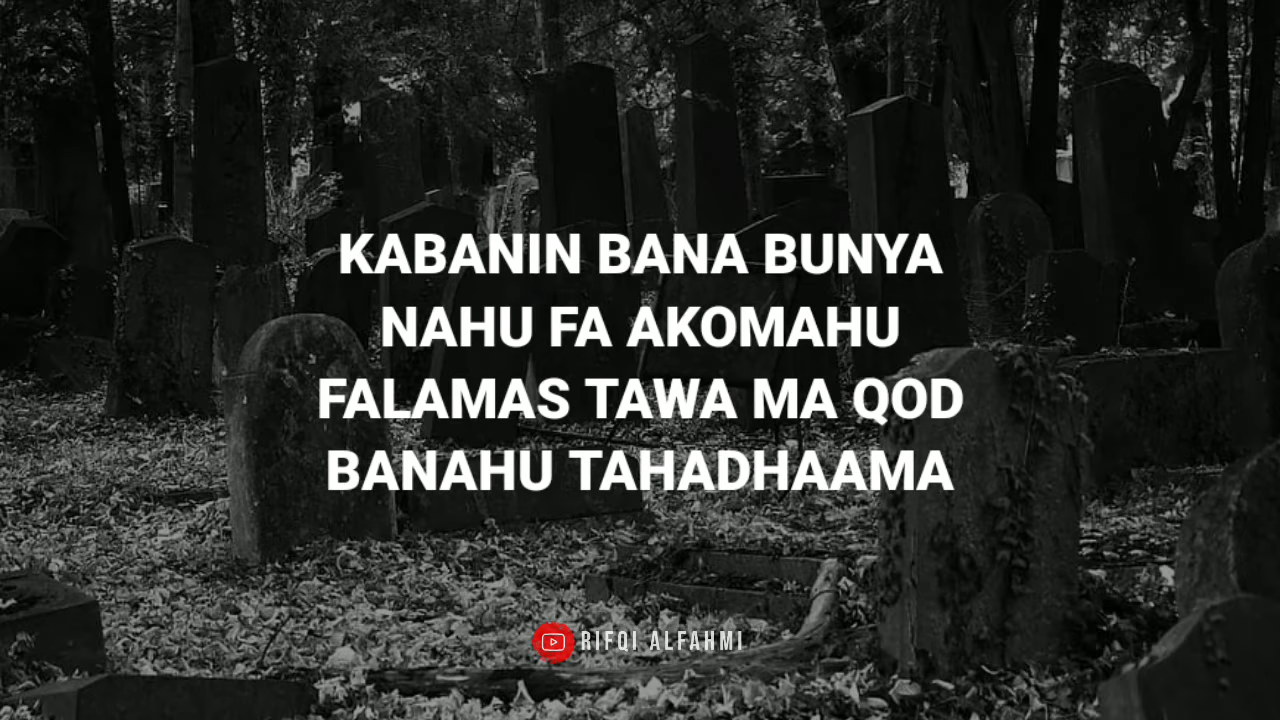 KABANIN BANA BUNYA
NAHU FA AKOMAHU
FALAMAS TAWA MA QOD
BANAHU TAHADHAAMA
RIFQI ALFAHMI